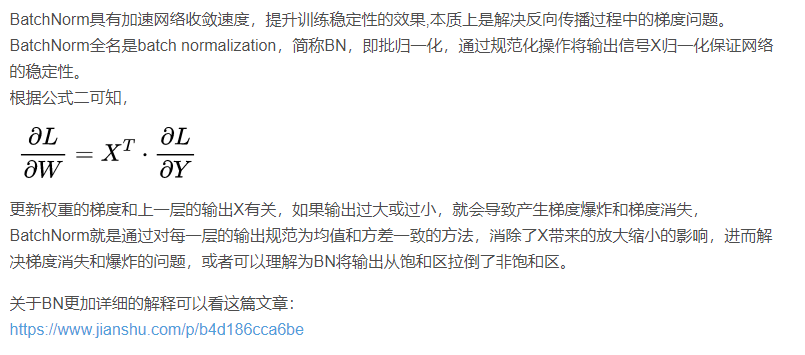 BatchNorm具有加速网络收敛速度，提升训练稳定性的效果,本质上是解决反向传播过程中的梯度问题。
BatchNorm全名是batch normalization，简称BN，即批归一化，通过规范化操作将输出信号X归一化保证网络
的稳定性。
根据公式二可知，
∂L/∂W = X^T · ∂L/∂Y
更新权重的梯度和上一层的输出X有关，如果输出过大或过小，就会导致产生梯度爆炸和梯度消失，
BatchNorm就是通过对每一层的输出规范为均值和方差一致的方法，消除了X带来的放大缩小的影响，进而解
决梯度消失和爆炸的问题，或者可以理解为BN将输出从饱和区拉倒了非饱和区。
关于BN更加详细的解释可以看这篇文章：
https://www.jianshu.com/p/b4d186cca6be